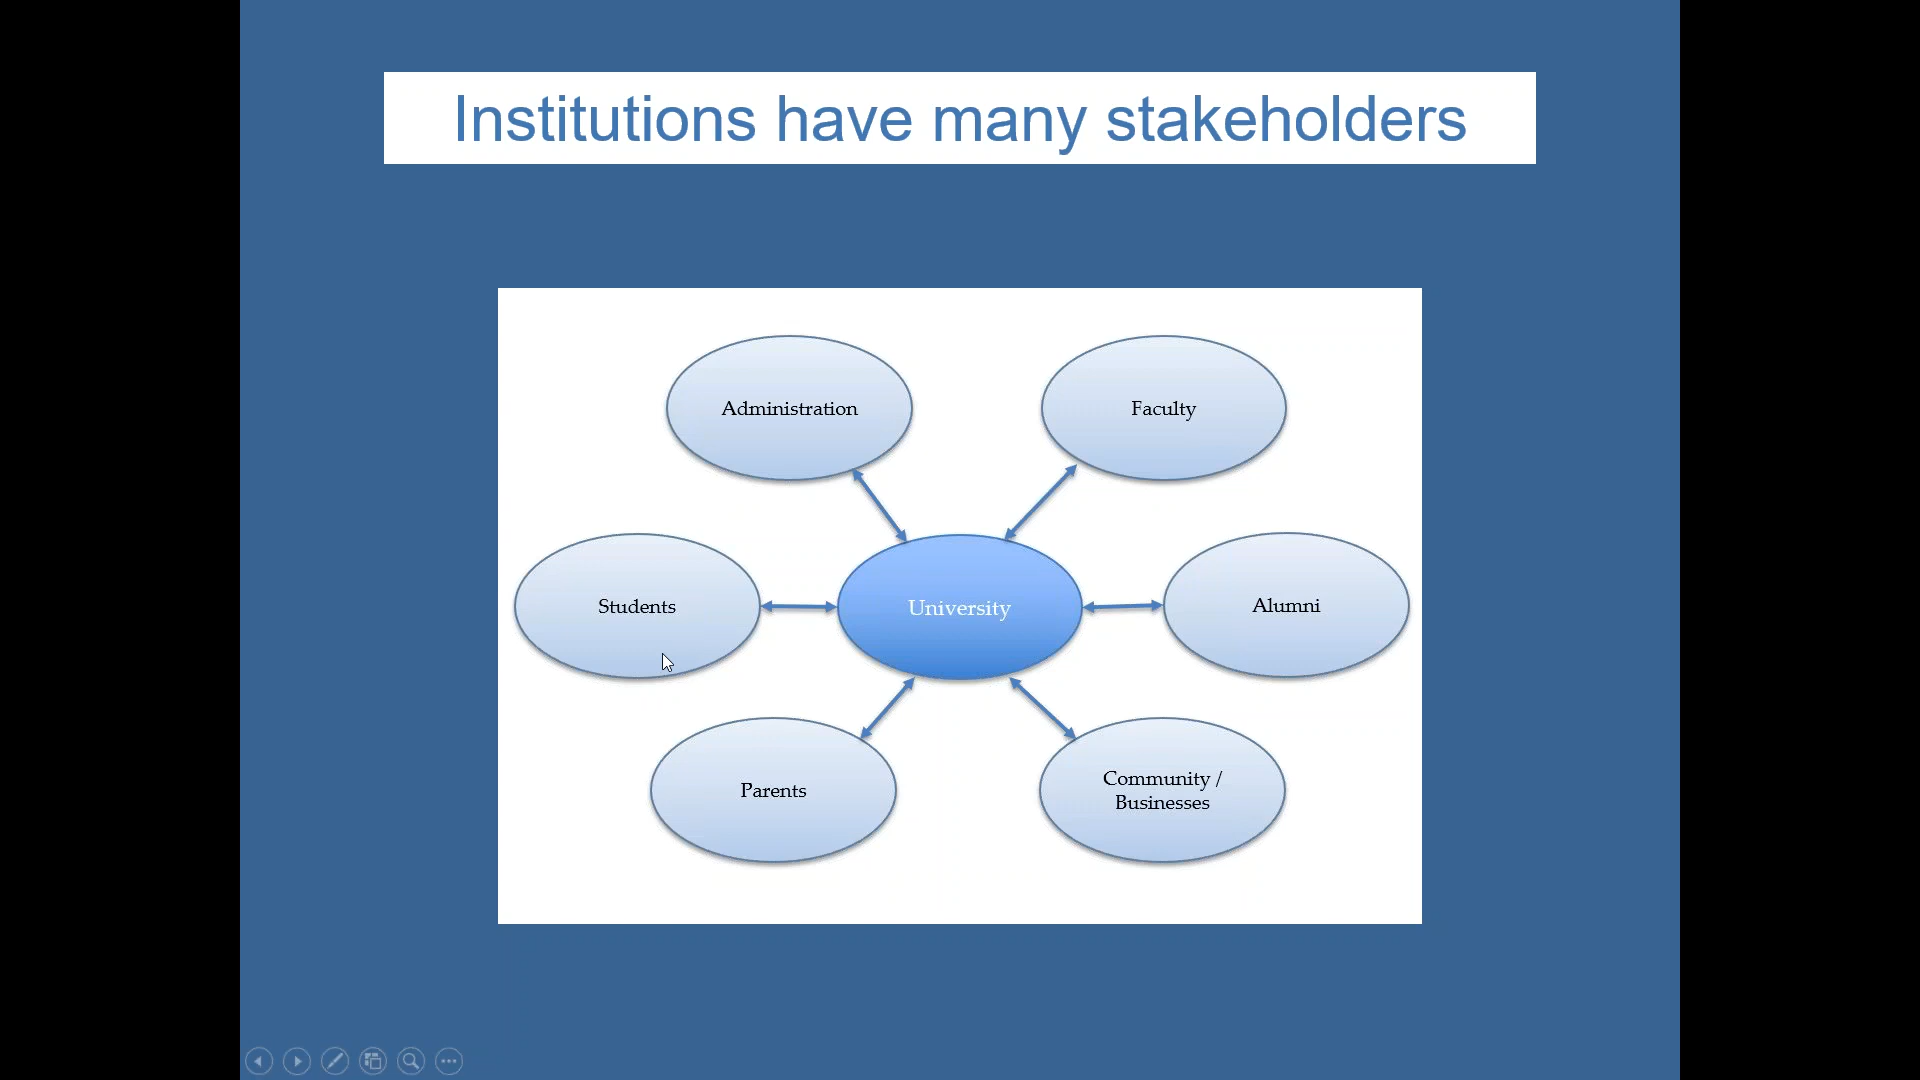 Institutions have many stakeholders
Administration
Faculty
Students
University
Alumni
Parents
Community /
Businesses